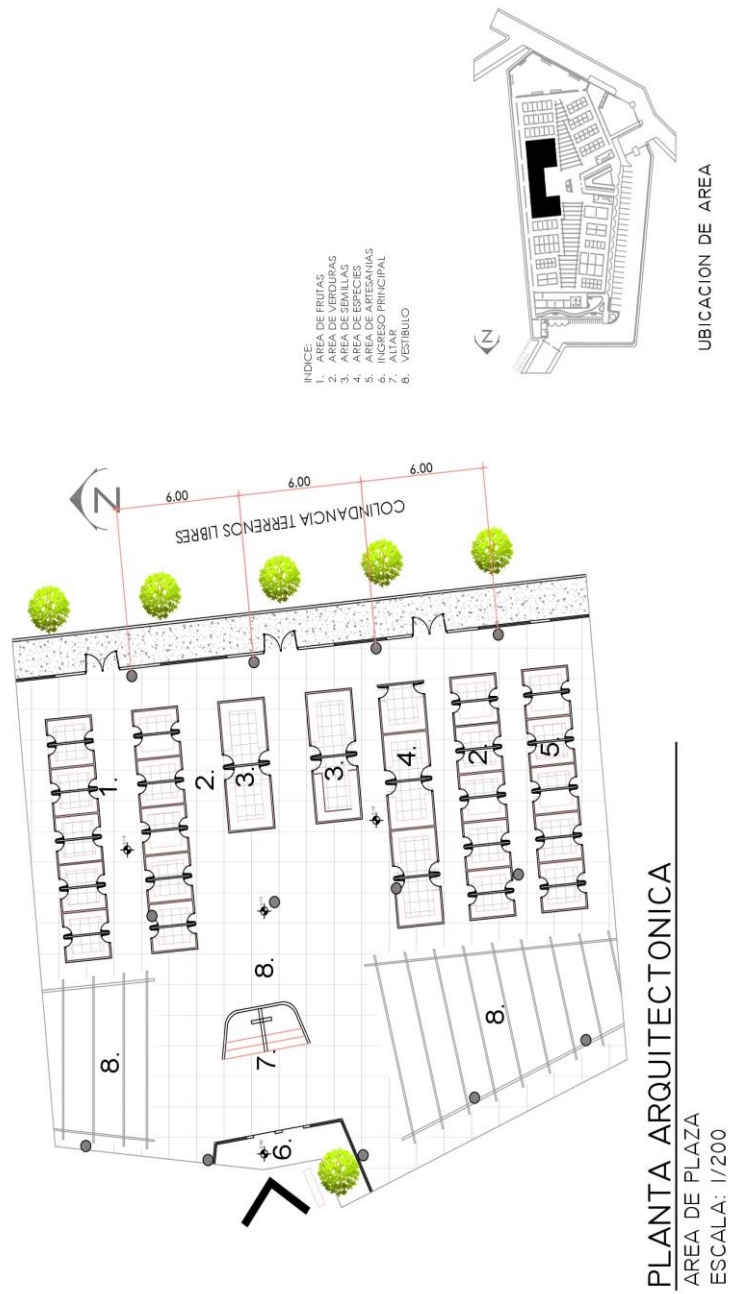 INDICE:
1. AREA DE FRUTAS
2. AREA DE VERDURAS
3. AREA DE SEMILLAS
4. AREA DE ESPECIES
5. AREA DE ARTESANIAS
6. INGRESO PRINCIPAL
7. ALTAR
8. VESTIBULO
N
UBICACION DE AREA
N
6.00
6.00
6.00
COLINDANCIA TERRENOS LIBRES
1.
2.
3.
3.
4.
2.
5.
8.
8.
8.
7.
6.
PLANTA ARQUITECTONICA
AREA DE PLAZA
ESCALA: 1/200